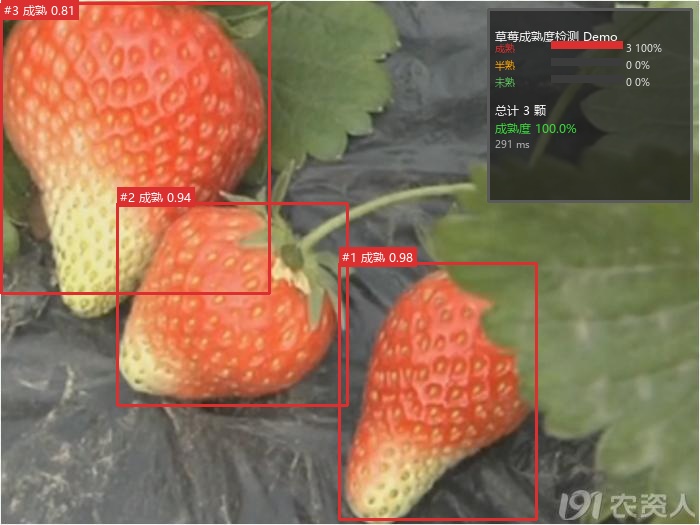 #3 成熟 0.81
草莓成熟度检测 Demo
成熟 3 100%
半熟 0 0%
未熟 0 0%
总计 3 颗
成熟度 100.0%
291 ms
#2 成熟 0.94
#1 成熟 0.98
191农资人